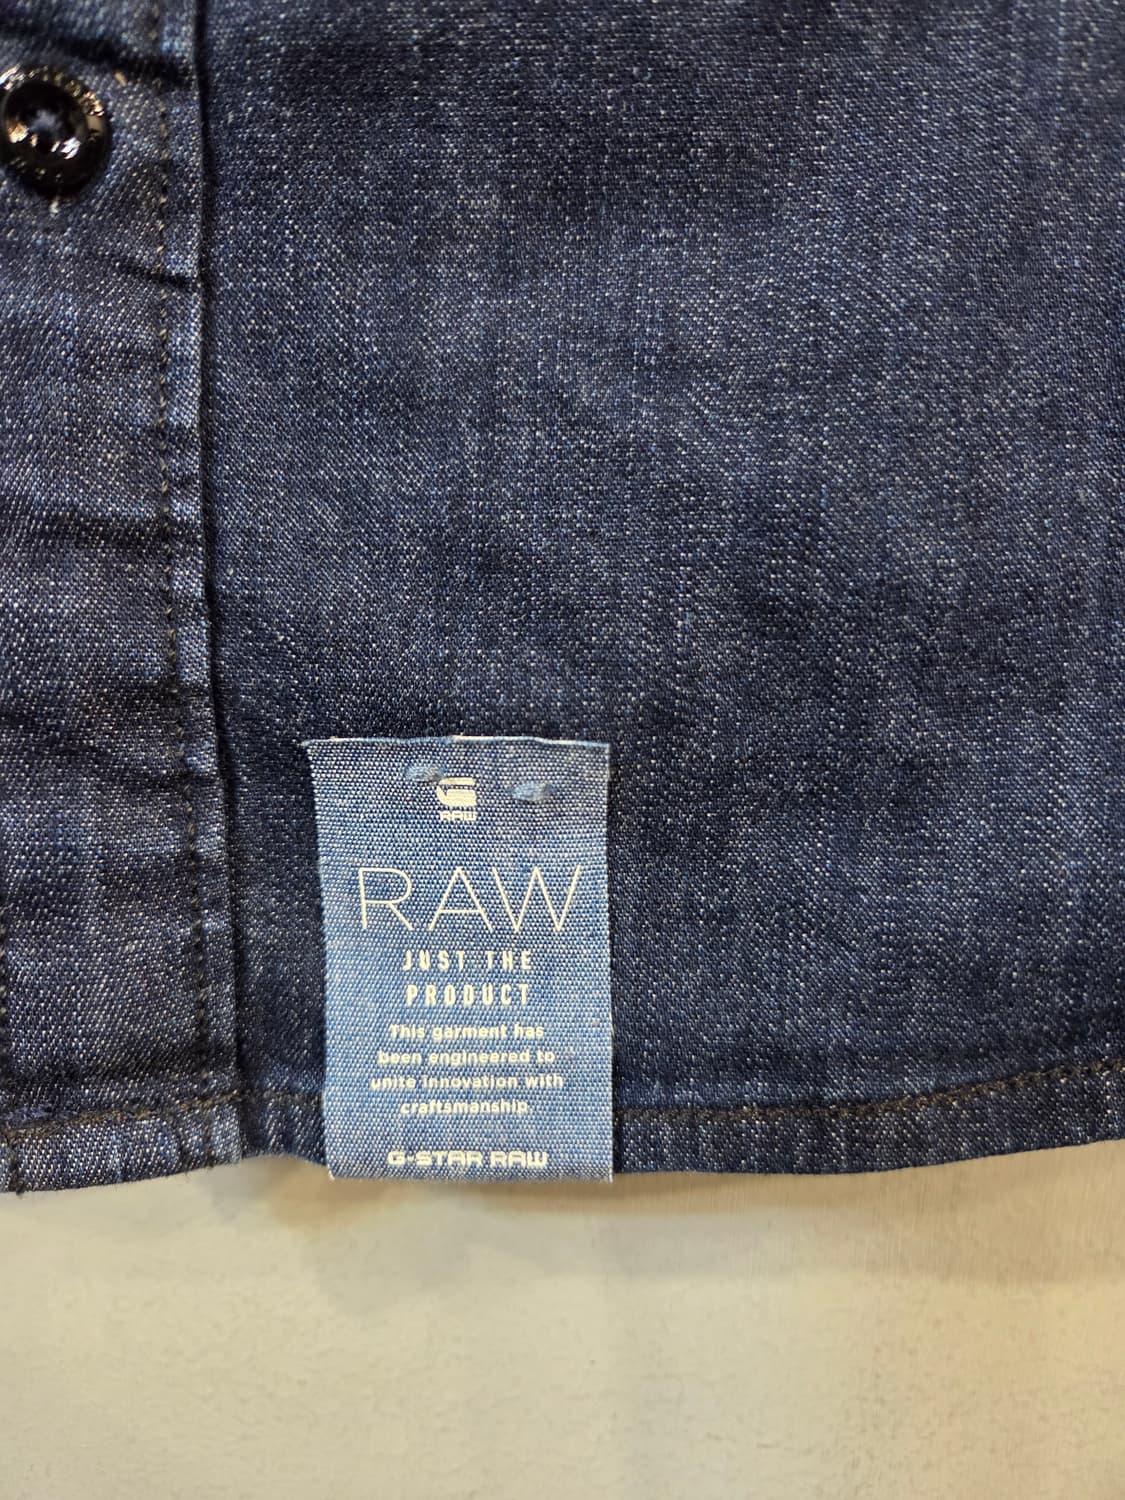 G
RAW
RAW
JUST THE
PRODUCT
This garment has
been engineered to
unite innovation with
craftsmanship.
G-STAR RAW